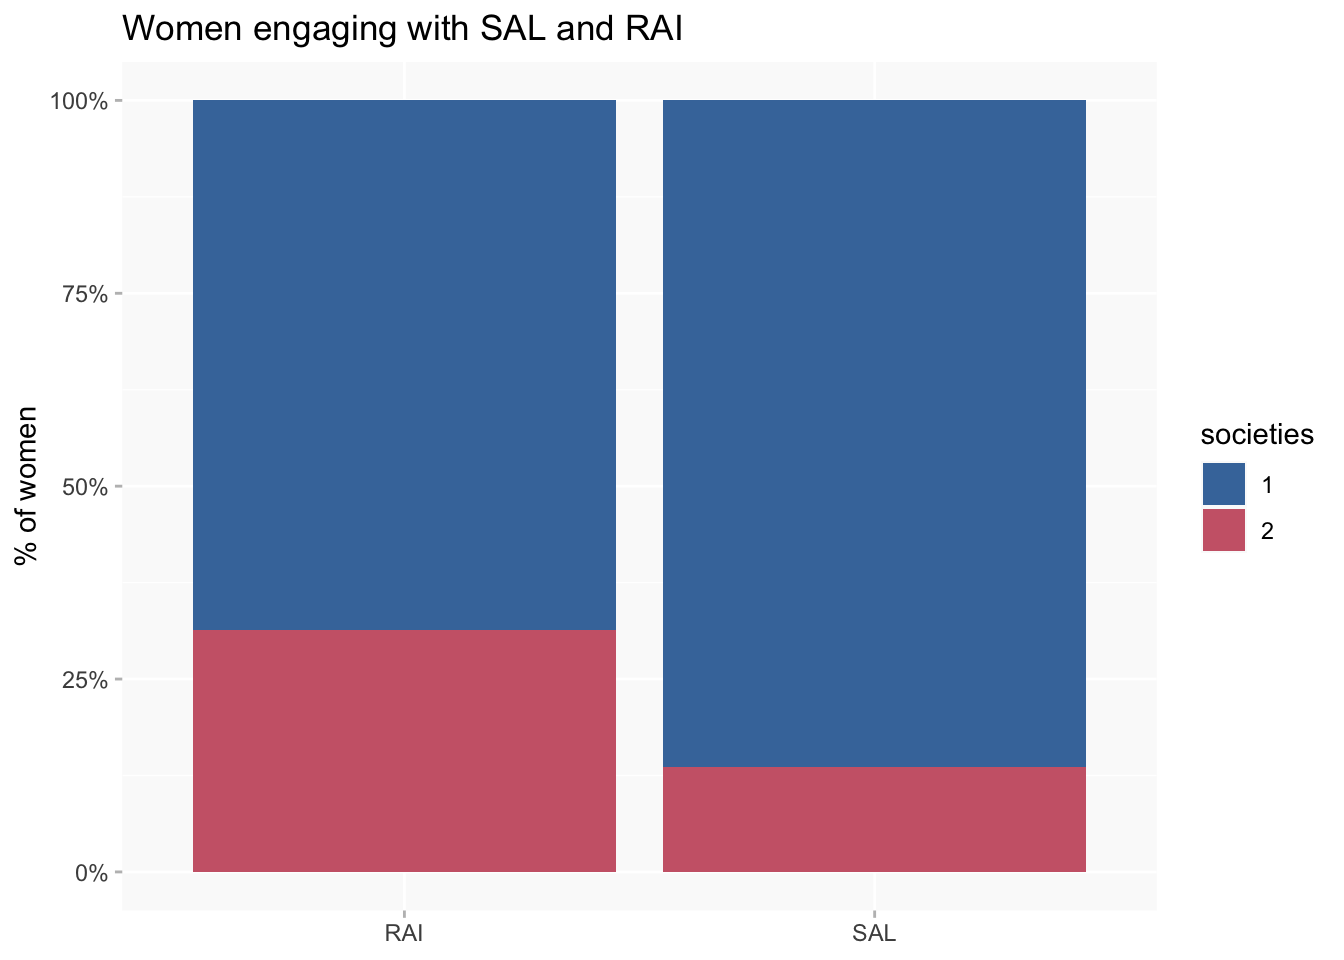 Women engaging with SAL and RAI
% of women
100%
75%
50%
25%
0%
RAI
SAL
societies
1
2